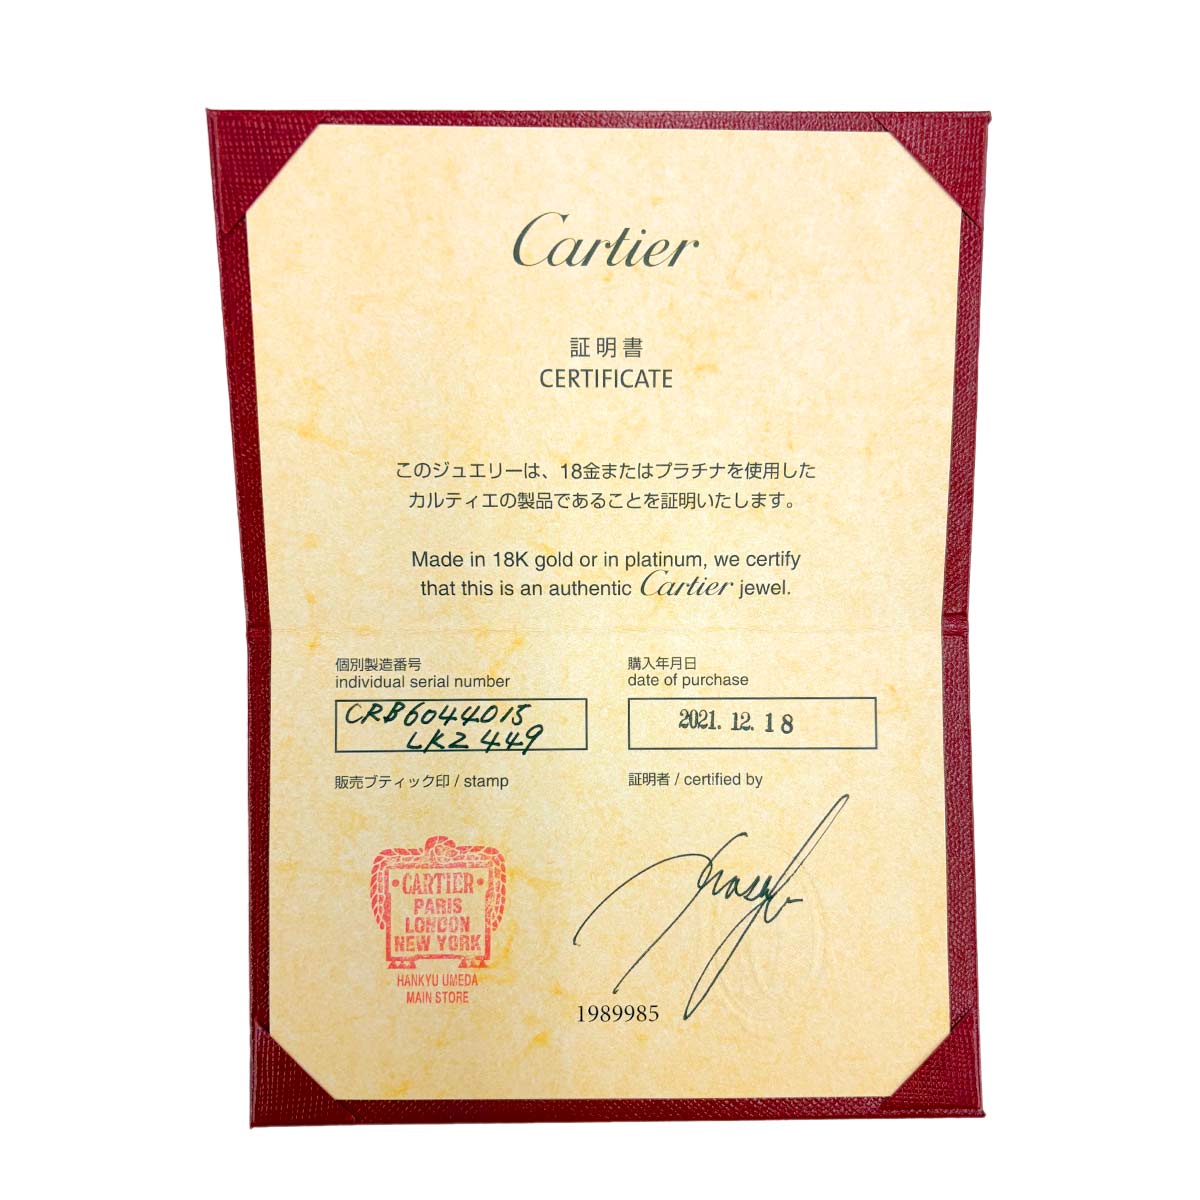 Cartier
証明書
CERTIFICATE
このジュエリーは、18金またはプラチナを使用した
カルティエの製品であることを証明いたします。
Made in 18K gold or in platinum, we certify
that this is an authentic Cartier jewel.
個別製造番号
individual serial number
CRB6044015
LKZ449
購入年月日
date of purchase
2021. 12. 18
販売ブティック印 / stamp
証明者 / certified by
CARTIER
PARIS
LONDON
NEW YORK
HANKYU UMEDA
MAIN STORE
1989985